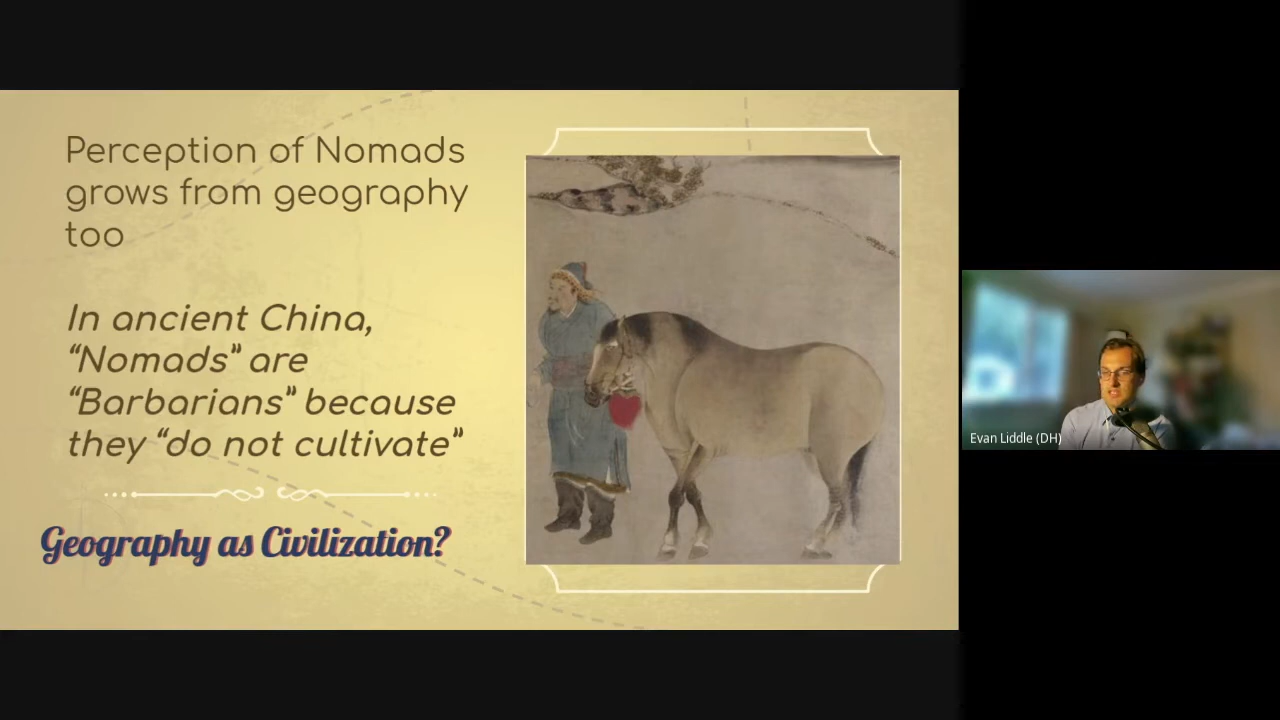 Perception of Nomads
grows from geography
too
In ancient China,
“Nomads” are
“Barbarians” because
they “do not cultivate”
Geography as Civilization?
Evan Liddle (DH)